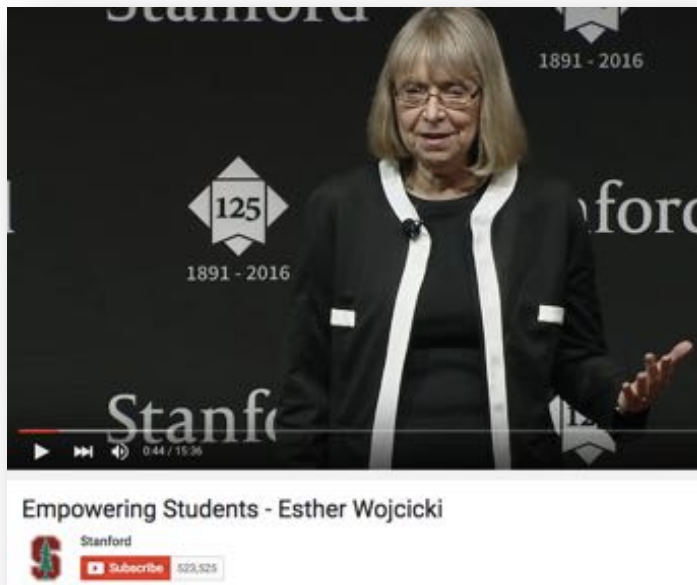 Stanford
1891 - 2016
125
nford
1891 - 2016
Stanf
12
0:44 / 15:36
Empowering Students - Esther Wojcicki
Stanford
Subscribe 523,525